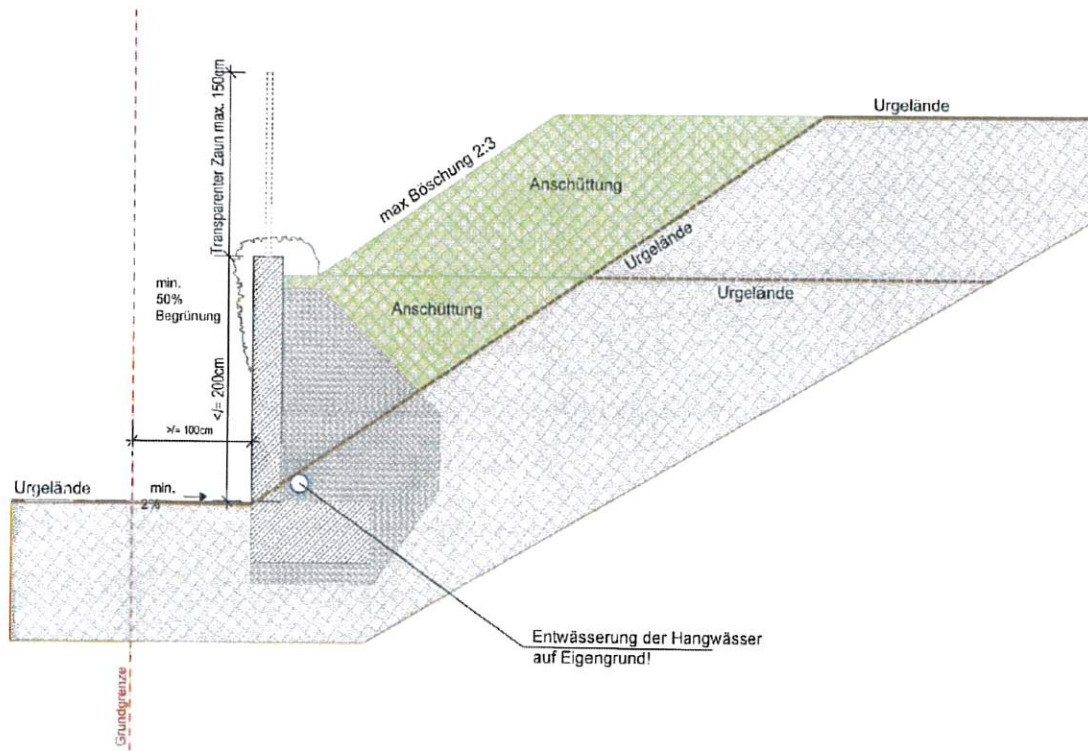 Transparenter Zaun max. 150cm
Urgelände
max Böschung 2:3
Anschüttung
Urgelände
Urgelände
min.
50%
Begrünung
Anschüttung
</= 200cm
>/= 100cm
Urgelände
min.
2%
Entwässerung der Hangwässer
auf Eigengrund!
Grundgrenze